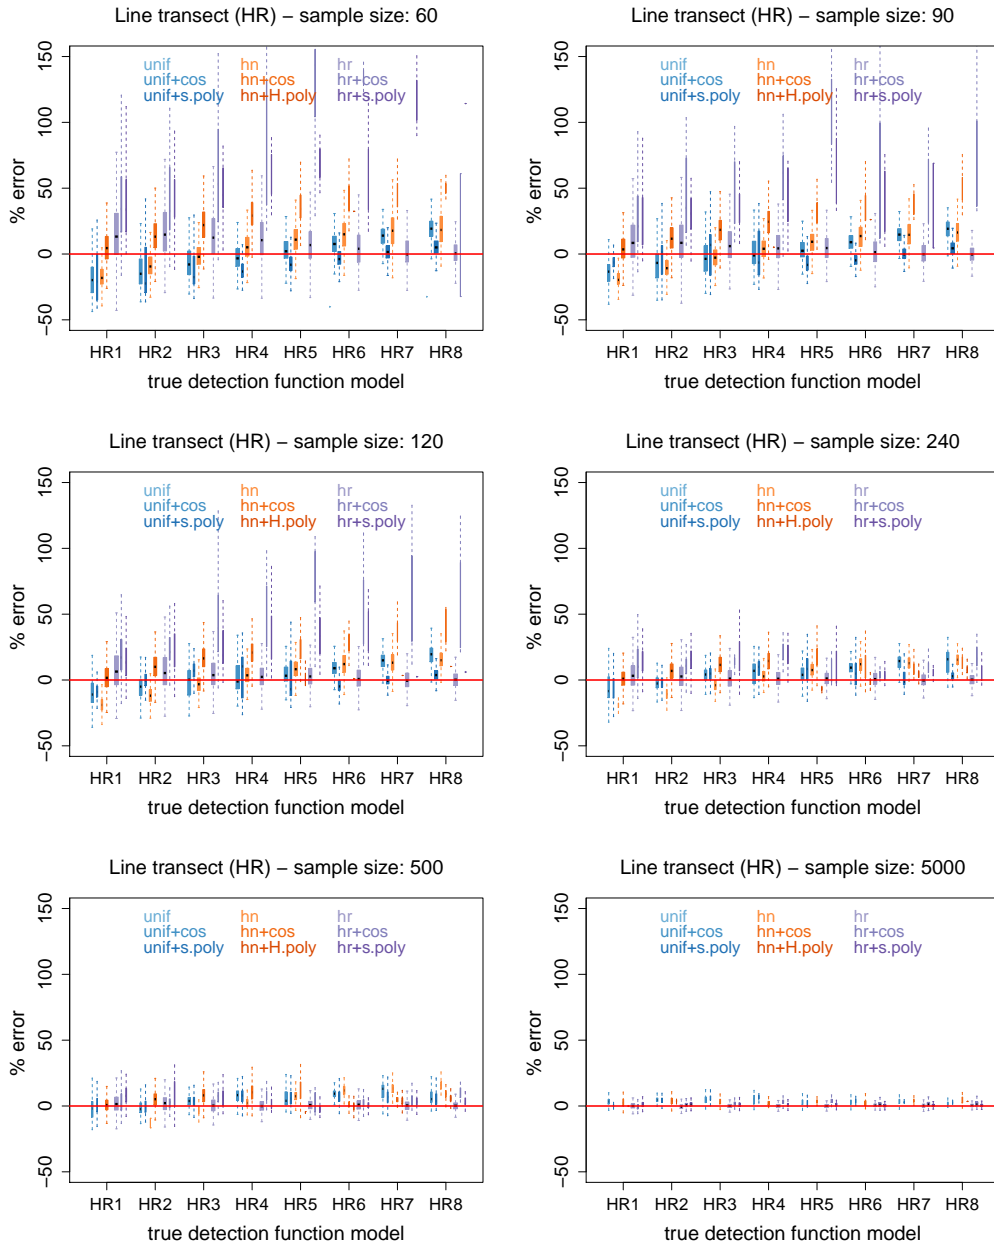 Line transect (HR) − sample size: 60
150
100
50
0
−50
% error
unif hn hr
unif+cos hn+cos hr+cos
unif+s.poly hn+H.poly hr+s.poly
HR1 HR2 HR3 HR4 HR5 HR6 HR7 HR8
true detection function model
Line transect (HR) − sample size: 90
150
100
50
0
−50
% error
unif hn hr
unif+cos hn+cos hr+cos
unif+s.poly hn+H.poly hr+s.poly
HR1 HR2 HR3 HR4 HR5 HR6 HR7 HR8
true detection function model
Line transect (HR) − sample size: 120
150
100
50
0
−50
% error
unif hn hr
unif+cos hn+cos hr+cos
unif+s.poly hn+H.poly hr+s.poly
HR1 HR2 HR3 HR4 HR5 HR6 HR7 HR8
true detection function model
Line transect (HR) − sample size: 240
150
100
50
0
−50
% error
unif hn hr
unif+cos hn+cos hr+cos
unif+s.poly hn+H.poly hr+s.poly
HR1 HR2 HR3 HR4 HR5 HR6 HR7 HR8
true detection function model
Line transect (HR) − sample size: 500
150
100
50
0
−50
% error
unif hn hr
unif+cos hn+cos hr+cos
unif+s.poly hn+H.poly hr+s.poly
HR1 HR2 HR3 HR4 HR5 HR6 HR7 HR8
true detection function model
Line transect (HR) − sample size: 5000
150
100
50
0
−50
% error
unif hn hr
unif+cos hn+cos hr+cos
unif+s.poly hn+H.poly hr+s.poly
HR1 HR2 HR3 HR4 HR5 HR6 HR7 HR8
true detection function model